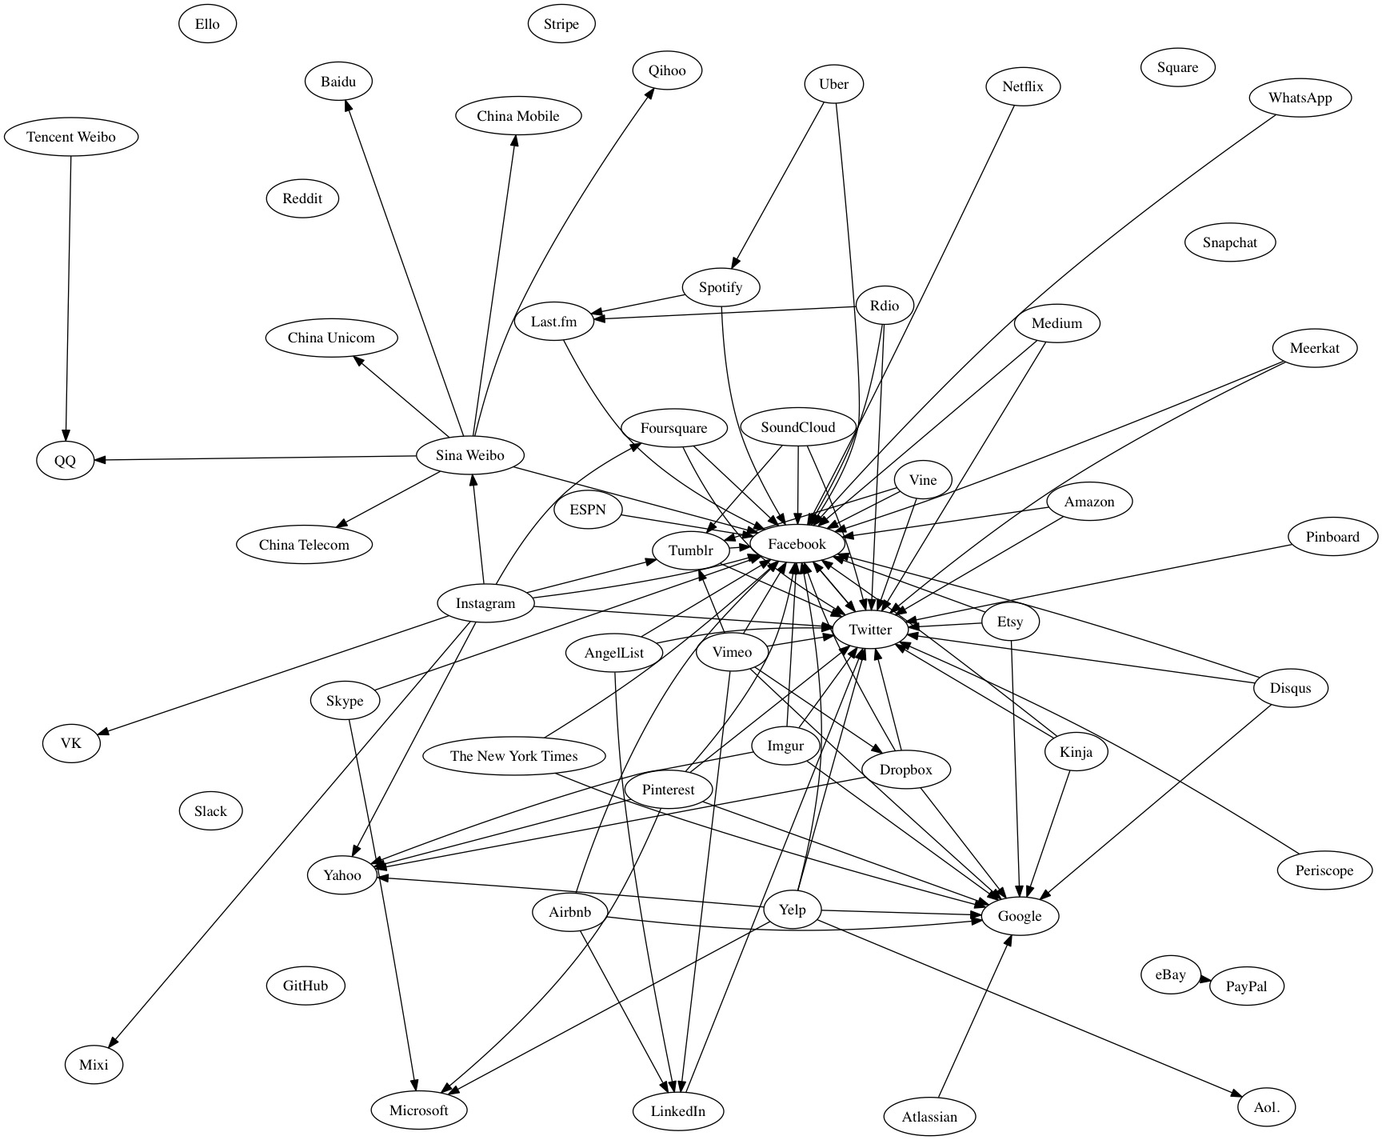 Ello
Stripe
Baidu
Qihoo
Uber
Netflix
Square
WhatsApp
China Mobile
Tencent Weibo
Reddit
Snapchat
Spotify
Rdio
Last.fm
Medium
China Unicom
Meerkat
Foursquare
SoundCloud
QQ
Sina Weibo
Vine
ESPN
Amazon
China Telecom
Tumblr
Facebook
Pinboard
Instagram
Twitter
Etsy
AngelList
Vimeo
Skype
Disqus
VK
The New York Times
Imgur
Kinja
Dropbox
Pinterest
Slack
Yahoo
Periscope
Airbnb
Yelp
Google
GitHub
eBay
PayPal
Mixi
Microsoft
LinkedIn
Atlassian
Aol.